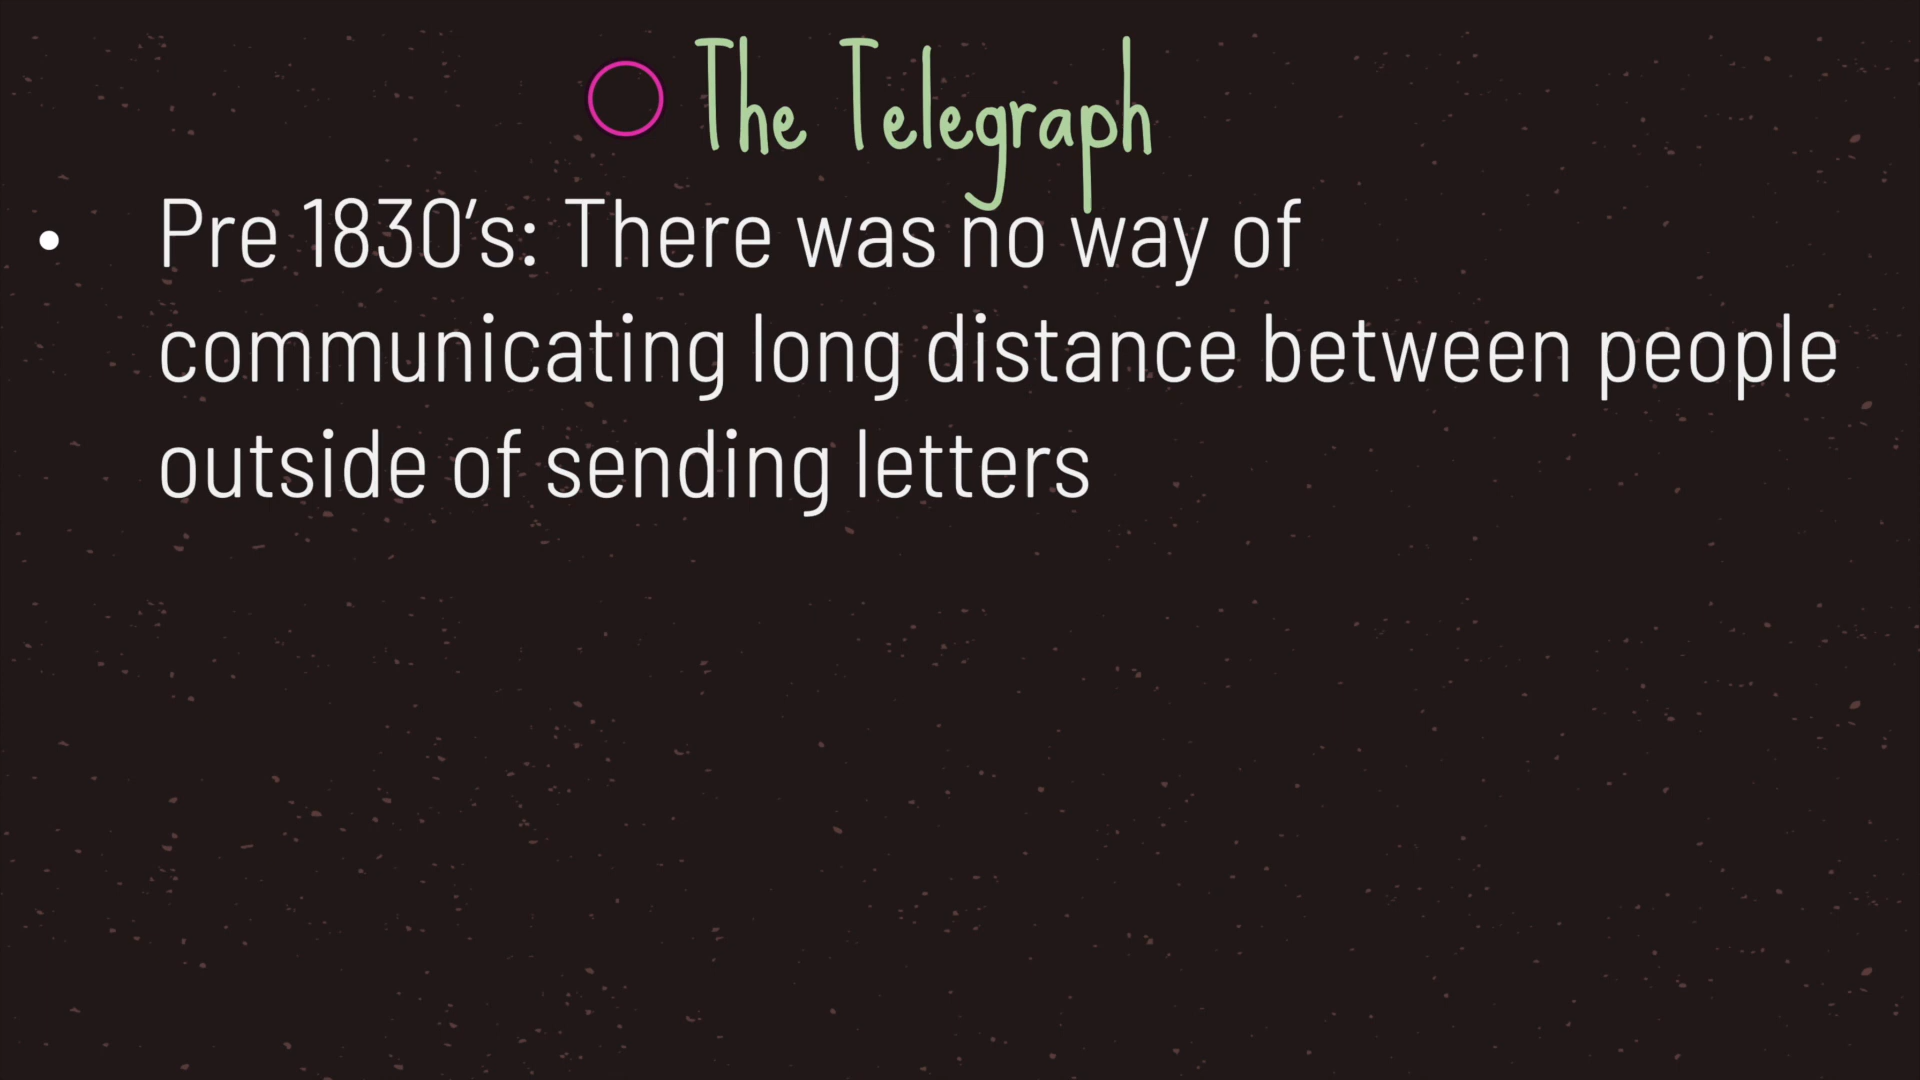 The Telegraph
• Pre 1830's: There was no way of
communicating long distance between people
outside of sending letters